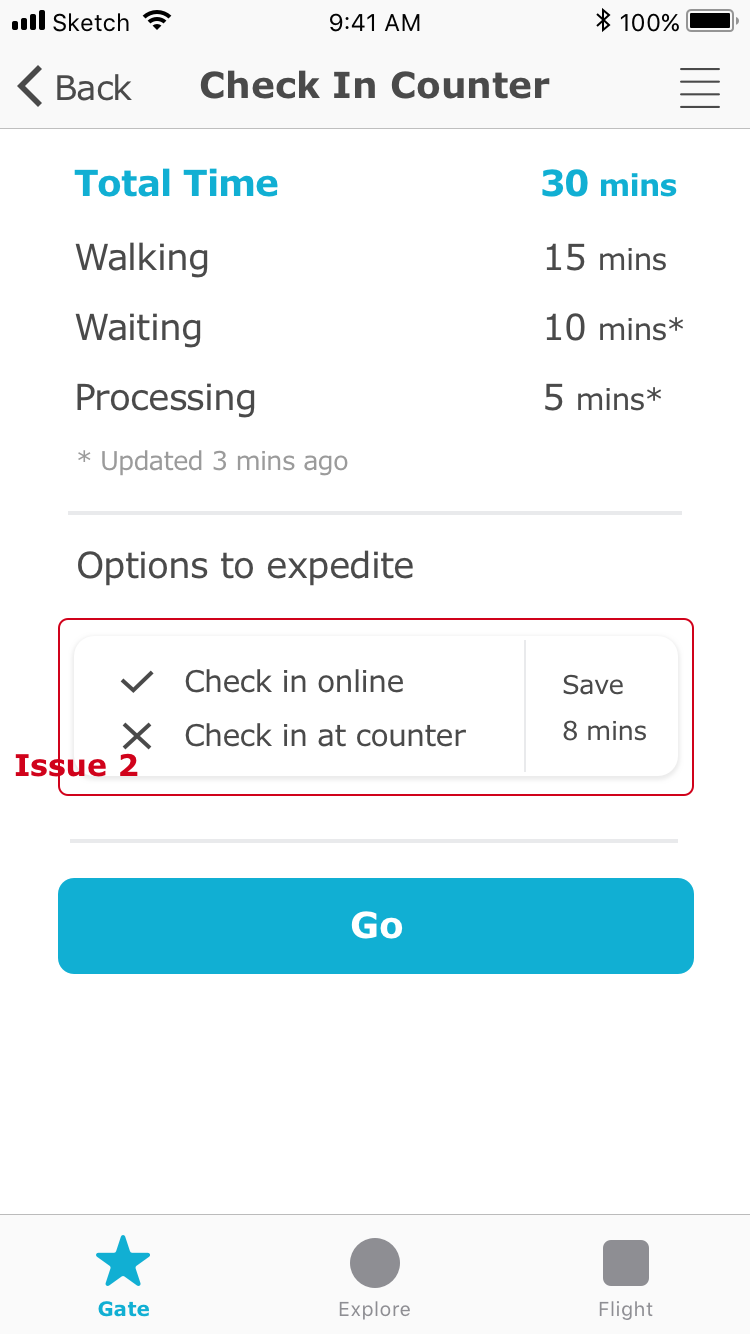 Sketch 9:41 AM 100%
Back Check In Counter
Total Time 30 mins
Walking 15 mins
Waiting 10 mins*
Processing 5 mins*
* Updated 3 mins ago
Options to expedite
Check in online
Check in at counter
Save
8 mins
Issue 2
Go
Gate Explore Flight